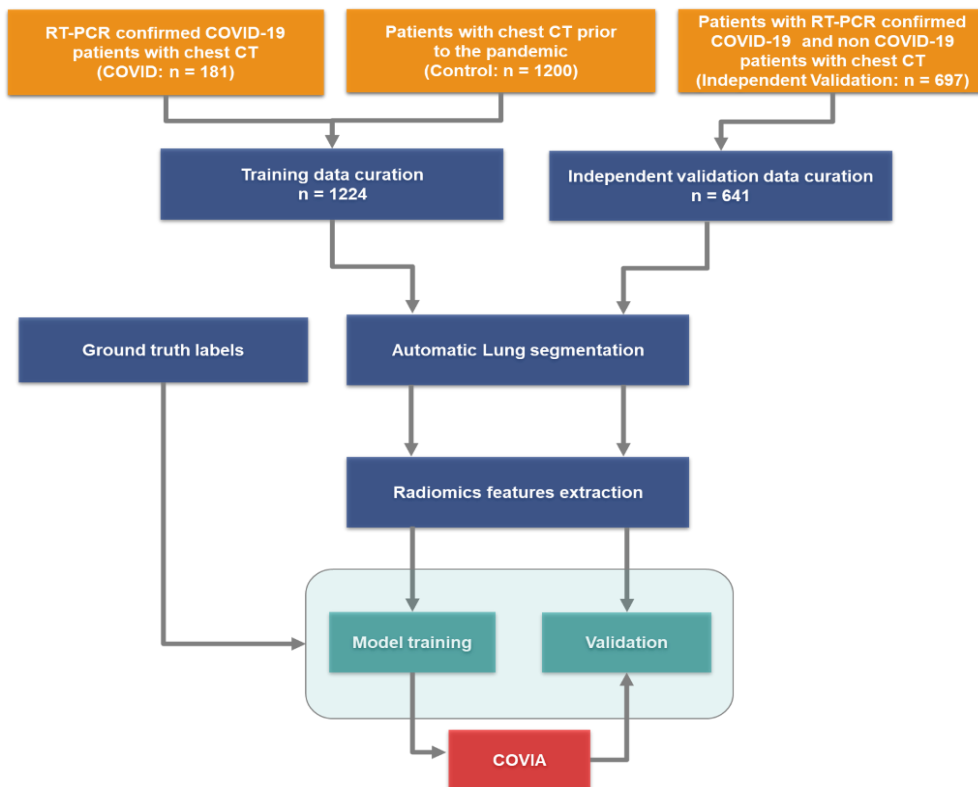 RT-PCR confirmed COVID-19
patients with chest CT
(COVID: n = 181)
Patients with chest CT prior
to the pandemic
(Control: n = 1200)
Patients with RT-PCR confirmed
COVID-19 and non COVID-19
patients with chest CT
(Independent Validation: n = 697)
Training data curation
n = 1224
Independent validation data curation
n = 641
Ground truth labels
Automatic Lung segmentation
Radiomics features extraction
Model training
Validation
COVIA